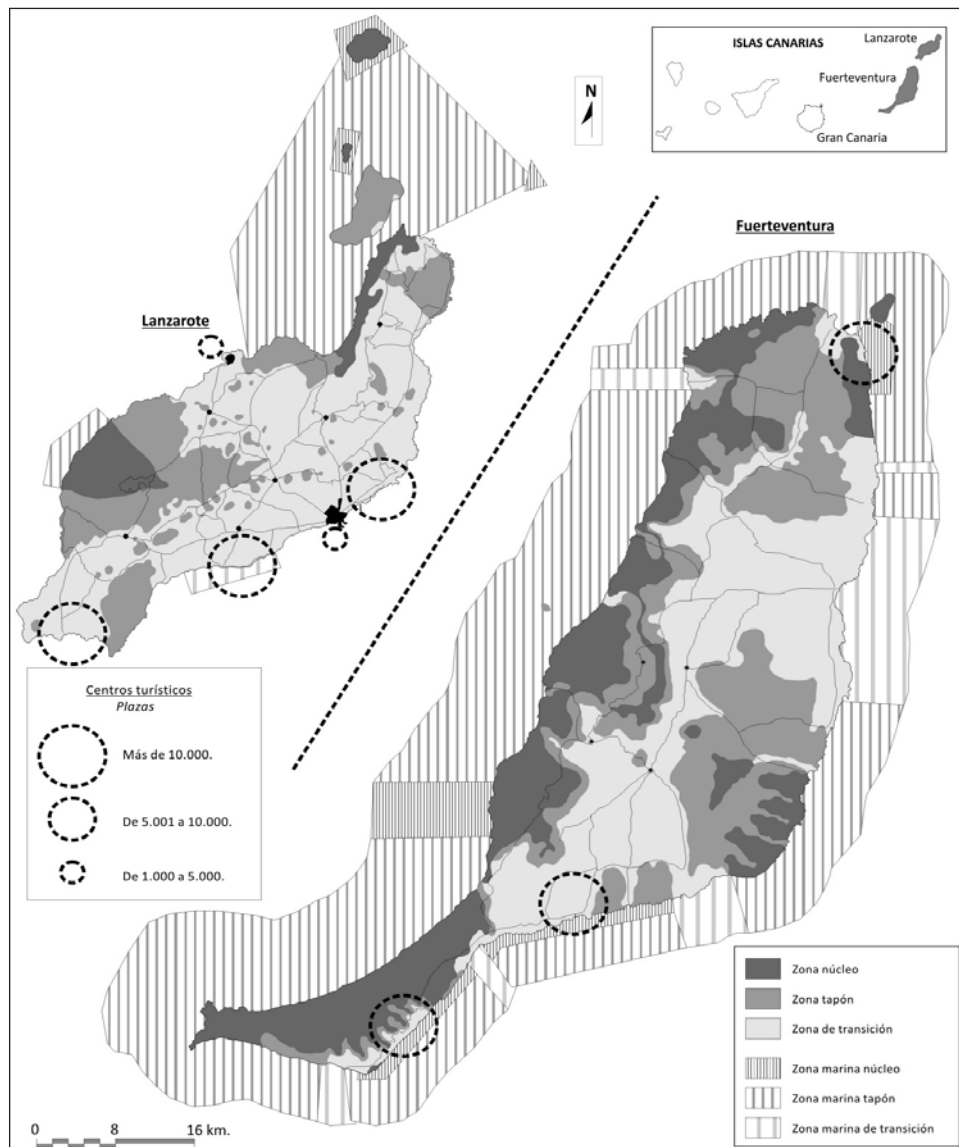 ISLAS CANARIAS
Lanzarote
Fuerteventura
Gran Canaria
N
Fuerteventura
Lanzarote
Centros turísticos
Plazas
Más de 10.000.
De 5.001 a 10.000.
De 1.000 a 5.000.
Zona núcleo
Zona tapón
Zona de transición
Zona marina núcleo
Zona marina tapón
Zona marina de transición
0 8 16 km.